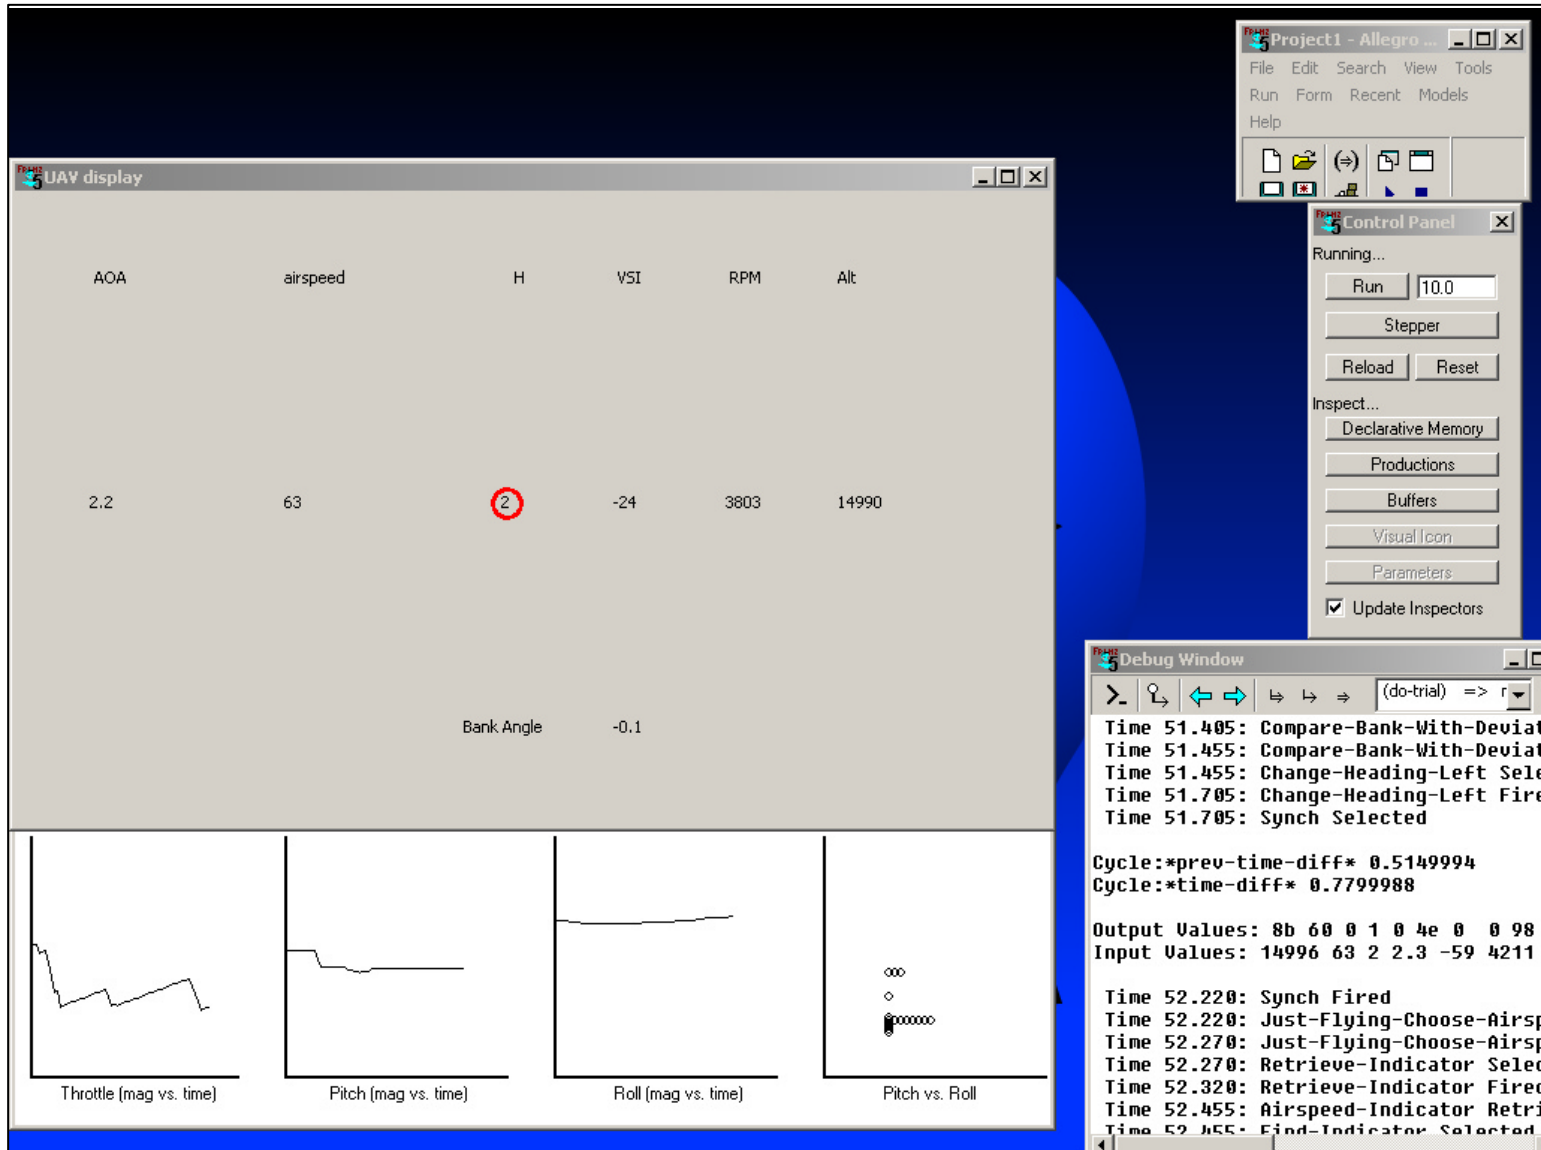 Project1 - Allegro ...
File Edit Search View Tools
Run Form Recent Models
Help
UAV display
AOA airspeed H VSI RPM Alt
2.2 63 2 -24 3803 14990
Bank Angle -0.1
Throttle (mag vs. time) Pitch (mag vs. time) Roll (mag vs. time) Pitch vs. Roll
Control Panel
Running...
Run 10.0
Stepper
Reload Reset
Inspect...
Declarative Memory
Productions
Buffers
Visual Icon
Parameters
Update Inspectors
Debug Window
(do-trial) => r
Time 51.405: Compare-Bank-With-Deviat
Time 51.455: Compare-Bank-With-Deviat
Time 51.455: Change-Heading-Left Sele
Time 51.705: Change-Heading-Left Fire
Time 51.705: Synch Selected
Cycle:*prev-time-diff* 0.5149994
Cycle:*time-diff* 0.7799988
Output Values: 8b 60 0 1 0 4e 0 0 98
Input Values: 14996 63 2 2.3 -59 4211
Time 52.220: Synch Fired
Time 52.220: Just-Flying-Choose-Airsp
Time 52.270: Just-Flying-Choose-Airsp
Time 52.270: Retrieve-Indicator Selec
Time 52.320: Retrieve-Indicator Fired
Time 52.455: Airspeed-Indicator Retri
Time 52.455: Find-Indicator Selected